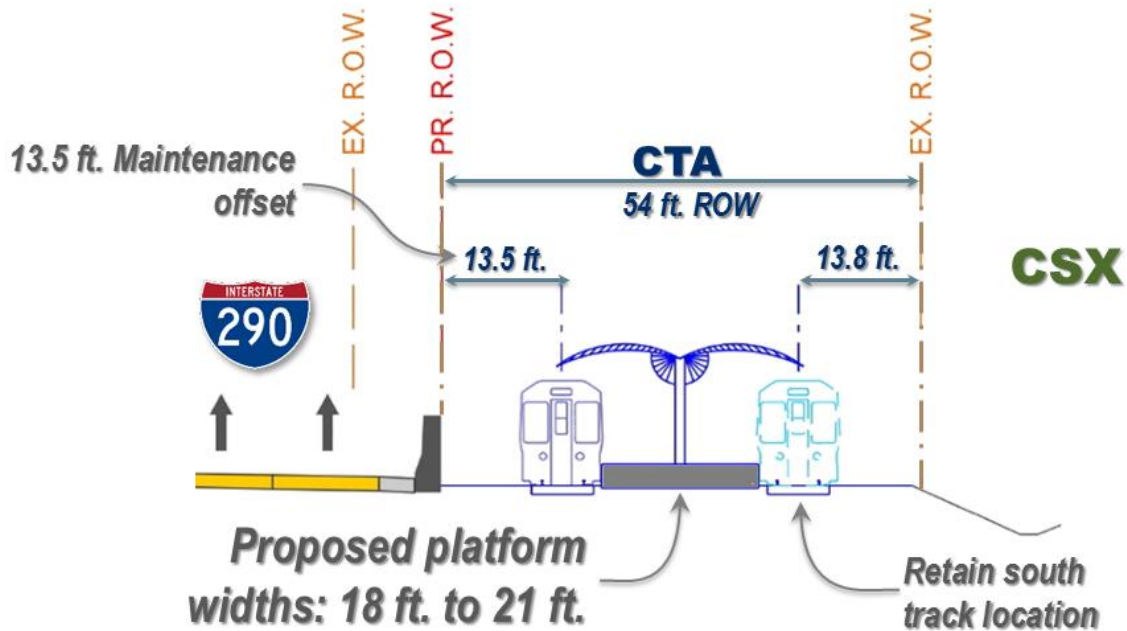 EX. R.O.W.
PR. R.O.W.
EX. R.O.W.
13.5 ft. Maintenance
offset
CTA
54 ft. ROW
13.5 ft.
13.8 ft.
CSX
INTERSTATE
290
Proposed platform
widths: 18 ft. to 21 ft.
Retain south
track location